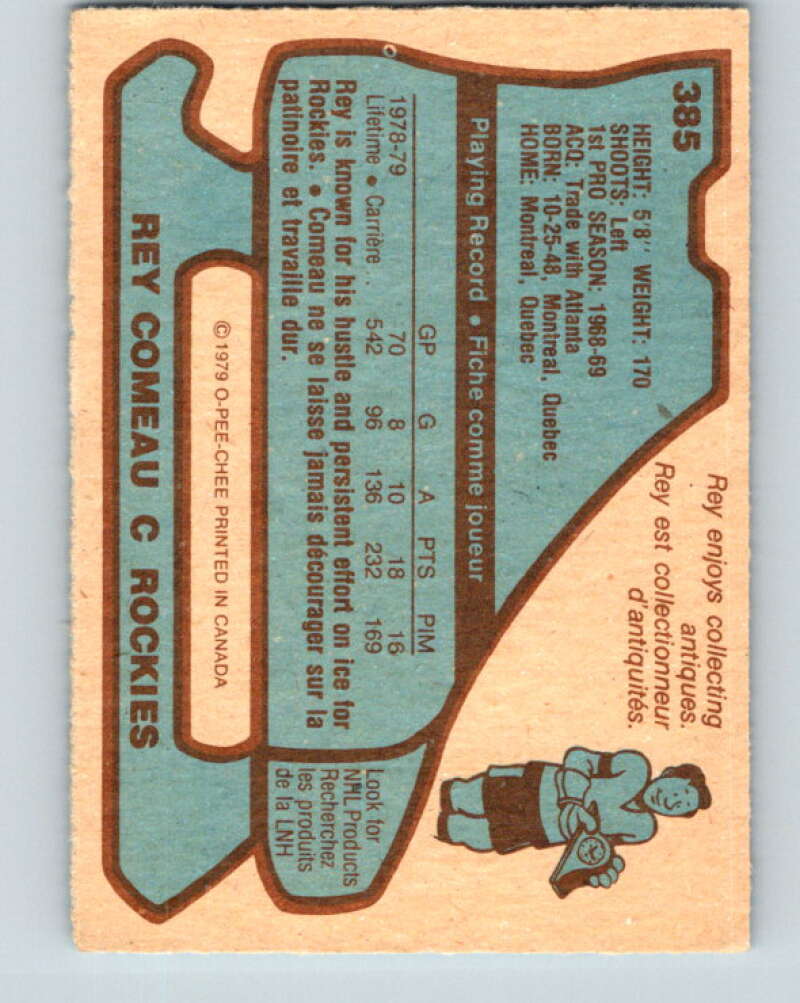 385
HEIGHT: 5'8" WEIGHT: 170
SHOOTS: Left
1st PRO SEASON: 1968-69
ACQ: Trade with Atlanta
BORN: 10-25-48, Montreal, Quebec
HOME: Montreal, Quebec
Rey enjoys collecting
antiques.
Rey est collectionneur
d'antiquités.
Playing Record • Fiche comme joueur
GP G A PTS PIM
1978-79 70 8 10 18 16
Lifetime • Carrière .. 542 96 136 232 169
Rey is known for his hustle and persistent effort on ice for
Rockies. • Comeau ne se laisse jamais décourager sur la
patinoire et travaille dur.
Look for
NHL Products
Recherchez
les produits
de la LNH
© 1979 O-PEE-CHEE PRINTED IN CANADA
REY COMEAU C ROCKIES